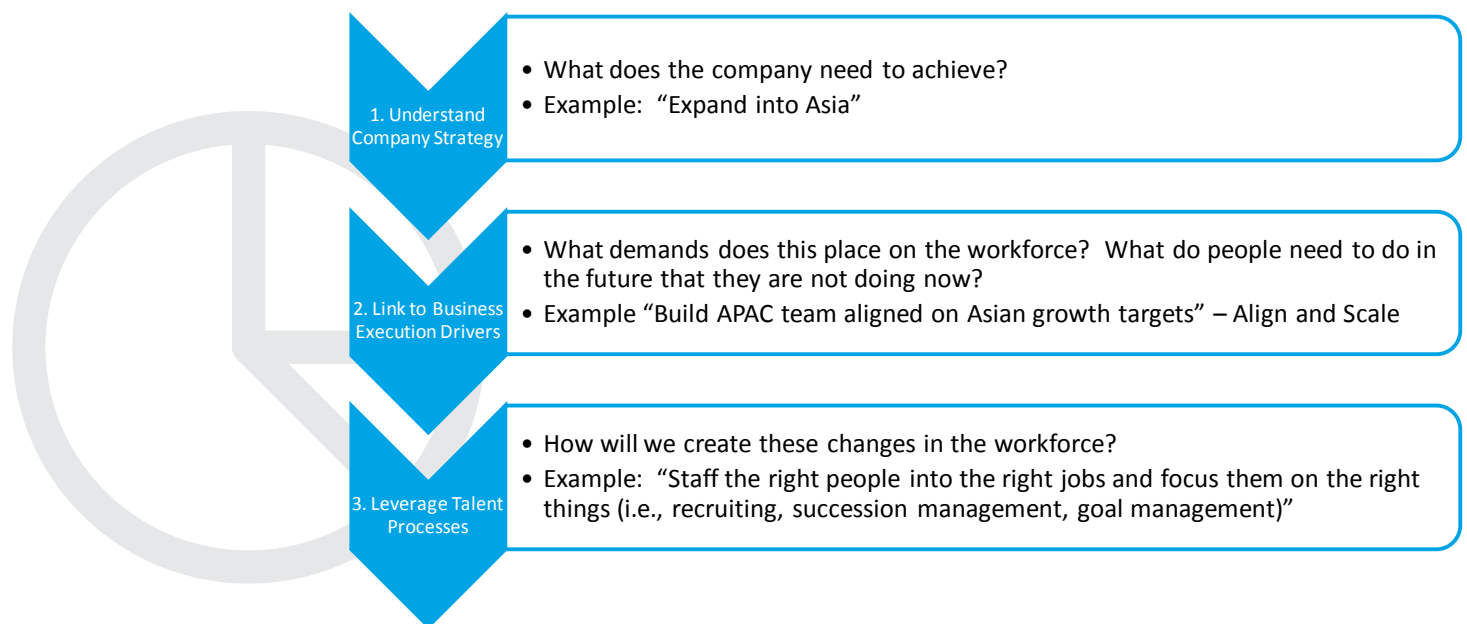 1. Understand
Company Strategy
• What does the company need to achieve?
• Example: “Expand into Asia”
2. Link to Business
Execution Drivers
• What demands does this place on the workforce? What do people need to do in
the future that they are not doing now?
• Example “Build APAC team aligned on Asian growth targets” – Align and Scale
3. Leverage Talent
Processes
• How will we create these changes in the workforce?
• Example: “Staff the right people into the right jobs and focus them on the right
things (i.e., recruiting, succession management, goal management)”